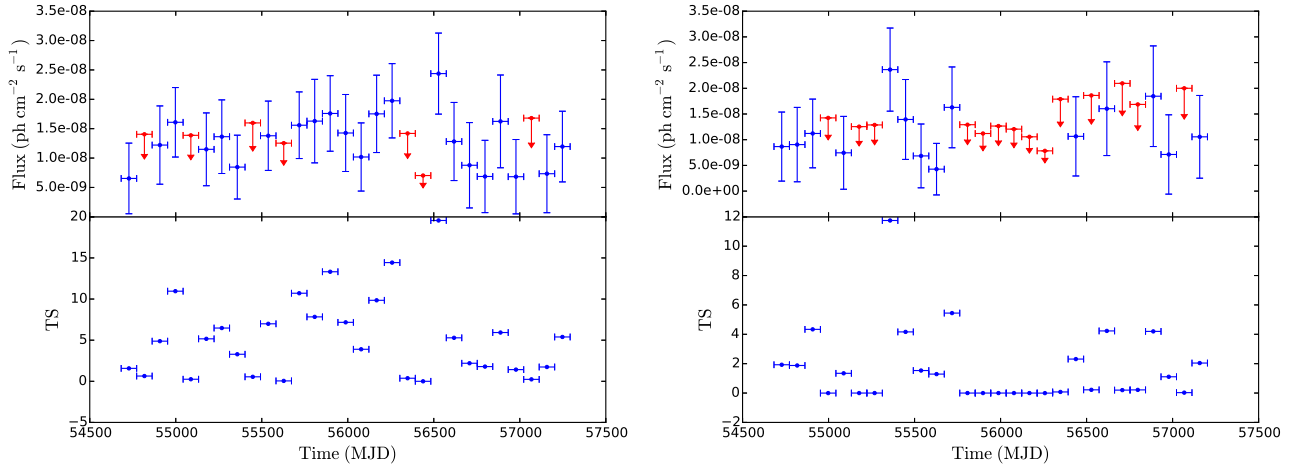 3.5e-08
3.0e-08
2.5e-08
2.0e-08
1.5e-08
1.0e-08
5.0e-09
Flux (ph cm⁻² s⁻¹ )
20
15
10
5
0
−5
TS
54500 55000 55500 56000 56500 57000 57500
Time (MJD)
3.5e-08
3.0e-08
2.5e-08
2.0e-08
1.5e-08
1.0e-08
5.0e-09
0.0e+00
Flux (ph cm⁻² s⁻¹ )
12
10
8
6
4
2
0
−2
TS
54500 55000 55500 56000 56500 57000 57500
Time (MJD)